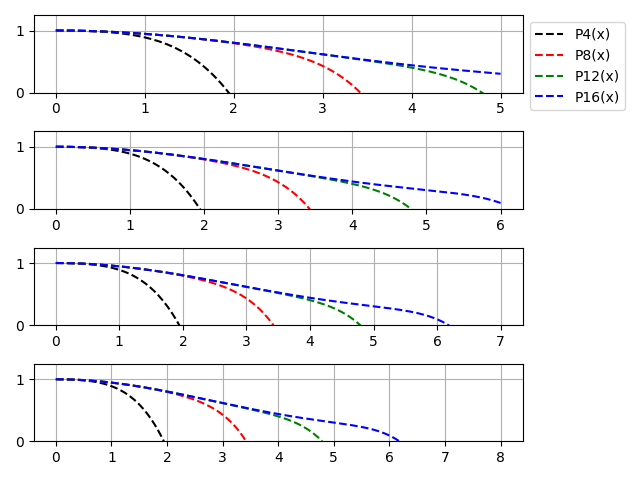 1
0
0 1 2 3 4 5
P4(x)
P8(x)
P12(x)
P16(x)
1
0
0 1 2 3 4 5 6
1
0
0 1 2 3 4 5 6 7
1
0
0 1 2 3 4 5 6 7 8